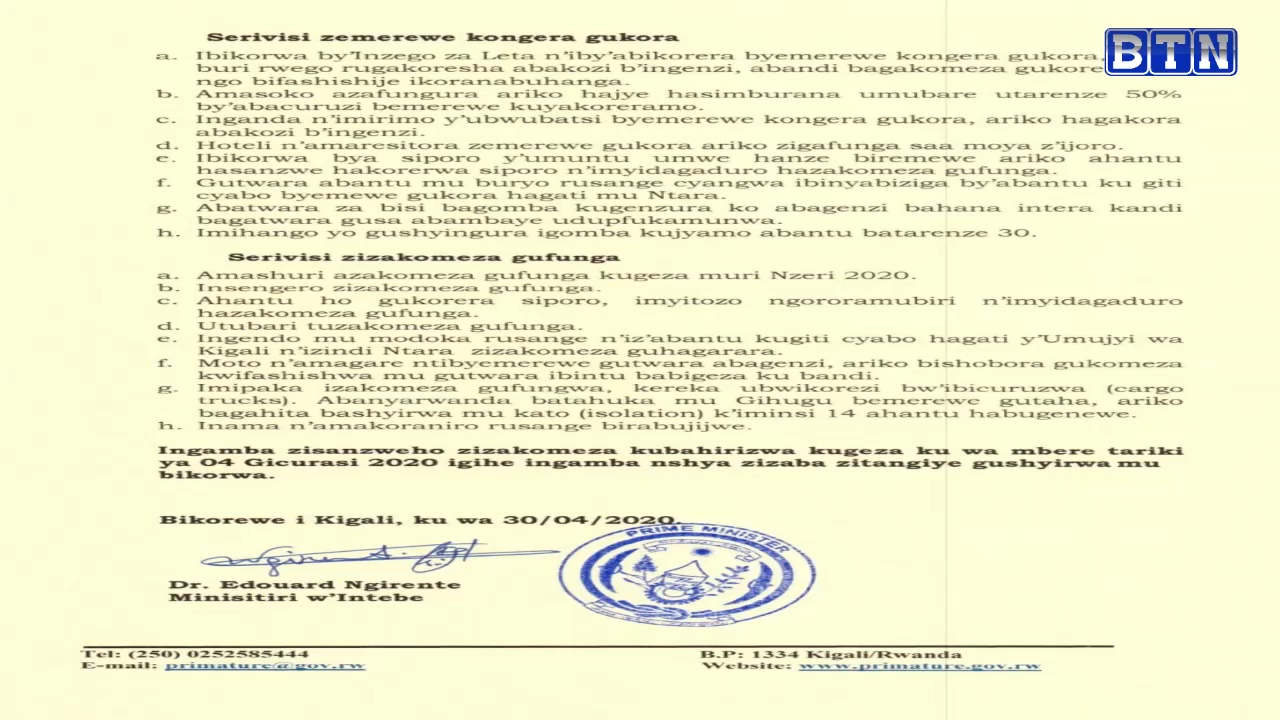 BTN
Serivisi zemerewe kongera gukora
a. Ibikorwa by'Inzego za Leta n'iby'abikorera byemerewe kongera gukora,
buri rwego rugakoresha abakozi b'ingenzi, abandi bagakomeza gukore
ngo bifashishije ikoranabuhanga.
b. Amasoko azafungura ariko hajye hasimburana umubare utarenze 50%
by'abacuruzi bemerewe kuyakoreramo.
c. Inganda n'imirimo y'ubwubatsi byemerewe kongera gukora, ariko hagakora
abakozi b'ingenzi.
d. Hoteli n'amaresitora zemerewe gukora ariko zigafunga saa moya z'ijoro.
e. Ibikorwa bya siporo y'umuntu umwe hanze biremewe ariko ahantu
hasanzwe hakorerwa siporo n'imyidagaduro hazakomeza gufunga.
f. Gutwara abantu mu buryo rusange cyangwa ibinyabiziga by'abantu ku giti
cyabo byemewe gukora hagati mu Ntara.
g. Abatwara za bisi bagomba kugenzura ko abagenzi bahana intera kandi
bagatwara gusa abambaye udupfukamunwa.
h. Imihango yo gushyingura igomba kujyamo abantu batarenze 30.
Serivisi zizakomeza gufunga
a. Amashuri azakomeza gufunga kugeza muri Nzeri 2020.
b. Insengero zizakomeza gufunga.
c. Ahantu ho gukorera siporo, imyitozo ngororamubiri n'imyidagaduro
hazakomeza gufunga.
d. Utubari tuzakomeza gufunga.
e. Ingendo mu modoka rusange n'iz'abantu kugiti cyabo hagati y'Umujyi wa
Kigali n'izindi Ntara zizakomeza guhagarara.
f. Moto n'amagare ntibyemerewe gutwara abagenzi, ariko bishobora gukomeza
kwifashishwa mu gutwara ibintu babigeza ku bandi.
g. Imipaka izakomeza gufungwa, kereka ubwikorezi bw'ibicuruzwa (cargo
trucks). Abanyarwanda batahuka mu Gihugu bemerewe gutaha, ariko
bagahita bashyirwa mu kato (isolation) k'iminsi 14 ahantu habugenewe.
h. Inama n'amakoraniro rusange birabujijwe.
Ingamba zisanzweho zizakomeza kubahirizwa kugeza ku wa mbere tariki
ya 04 Gicurasi 2020 igihe ingamba nshya zizaba zitangiye gushyirwa mu
bikorwa.
Bikorewe i Kigali, ku wa 30/04/2020.
PRIME MINISTER
Dr. Edouard Ngirente
Minisitiri w'Intebe
Tel: (250) 0252585444
B.P: 1334 Kigali/Rwanda
E-mail: primature@gov.rw
Website: www.primature.gov.rw